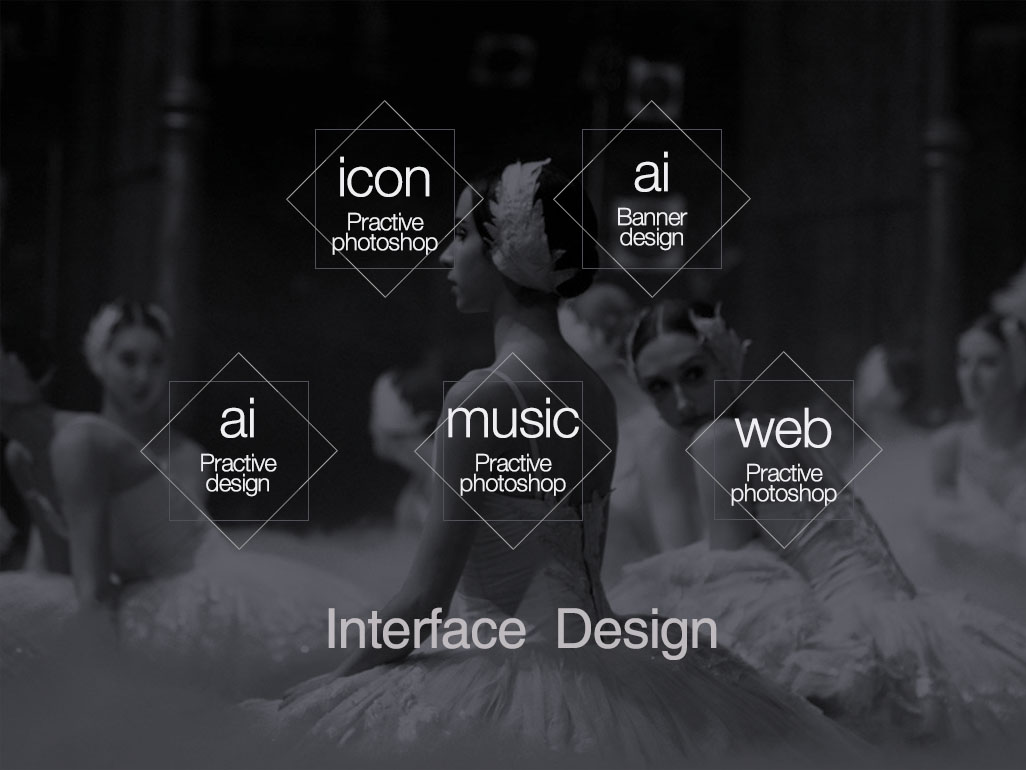 icon
Practive
photoshop
ai
Banner
design
ai
Practive
design
music
Practive
photoshop
web
Practive
photoshop
Interface Design